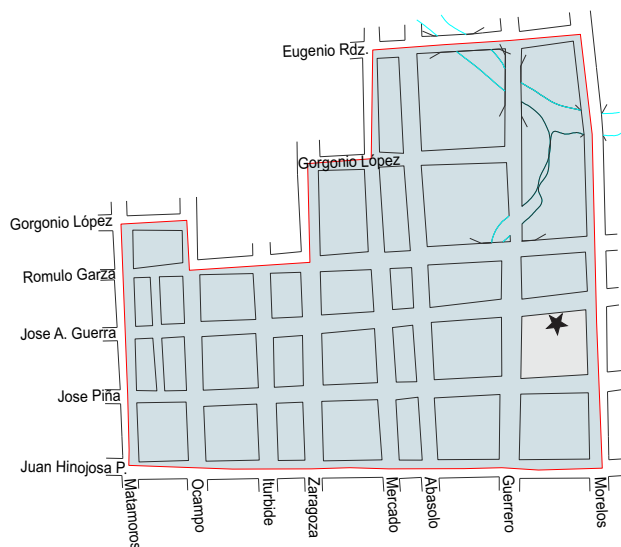 Eugenio Rdz.
Gorgonio López
Gorgonio López
Romulo Garza
Jose A. Guerra
Jose Piña
Juan Hinojosa P.
Matamoros
Ocampo
Iturbide
Zaragoza
Mercado
Abasolo
Guerrero
Morelos